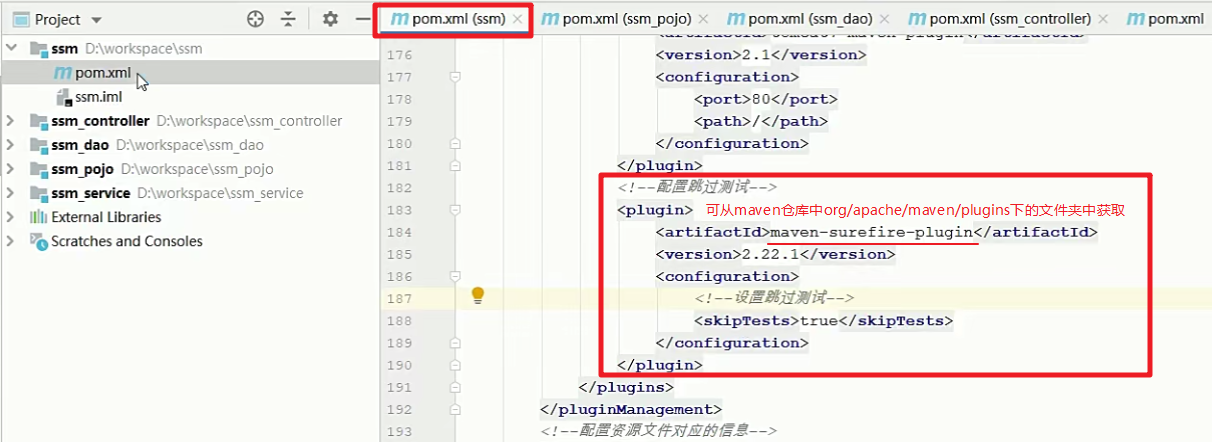 Project
ssm D:\workspace\ssm
pom.xml
ssm.iml
ssm_controller D:\workspace\ssm_controller
ssm_dao D:\workspace\ssm_dao
ssm_pojo D:\workspace\ssm_pojo
ssm_service D:\workspace\ssm_service
External Libraries
Scratches and Consoles
pom.xml (ssm) pom.xml (ssm_pojo) pom.xml (ssm_dao) pom.xml (ssm_controller) pom.xml
176 <version>2.1</version>
177 <configuration>
178 <port>80</port>
179 <path>/</path>
180 </configuration>
181 </plugin>
182 <!--配置跳过测试-->
183 <plugin> 可从maven仓库中org/apache/maven/plugins下的文件夹中获取
184 <artifactId>maven-surefire-plugin</artifactId>
185 <version>2.22.1</version>
186 <configuration>
187 <!--设置跳过测试-->
188 <skipTests>true</skipTests>
189 </configuration>
190 </plugin>
191 </plugins>
192 </pluginManagement>
193 <!--配置资源文件对应的信息-->